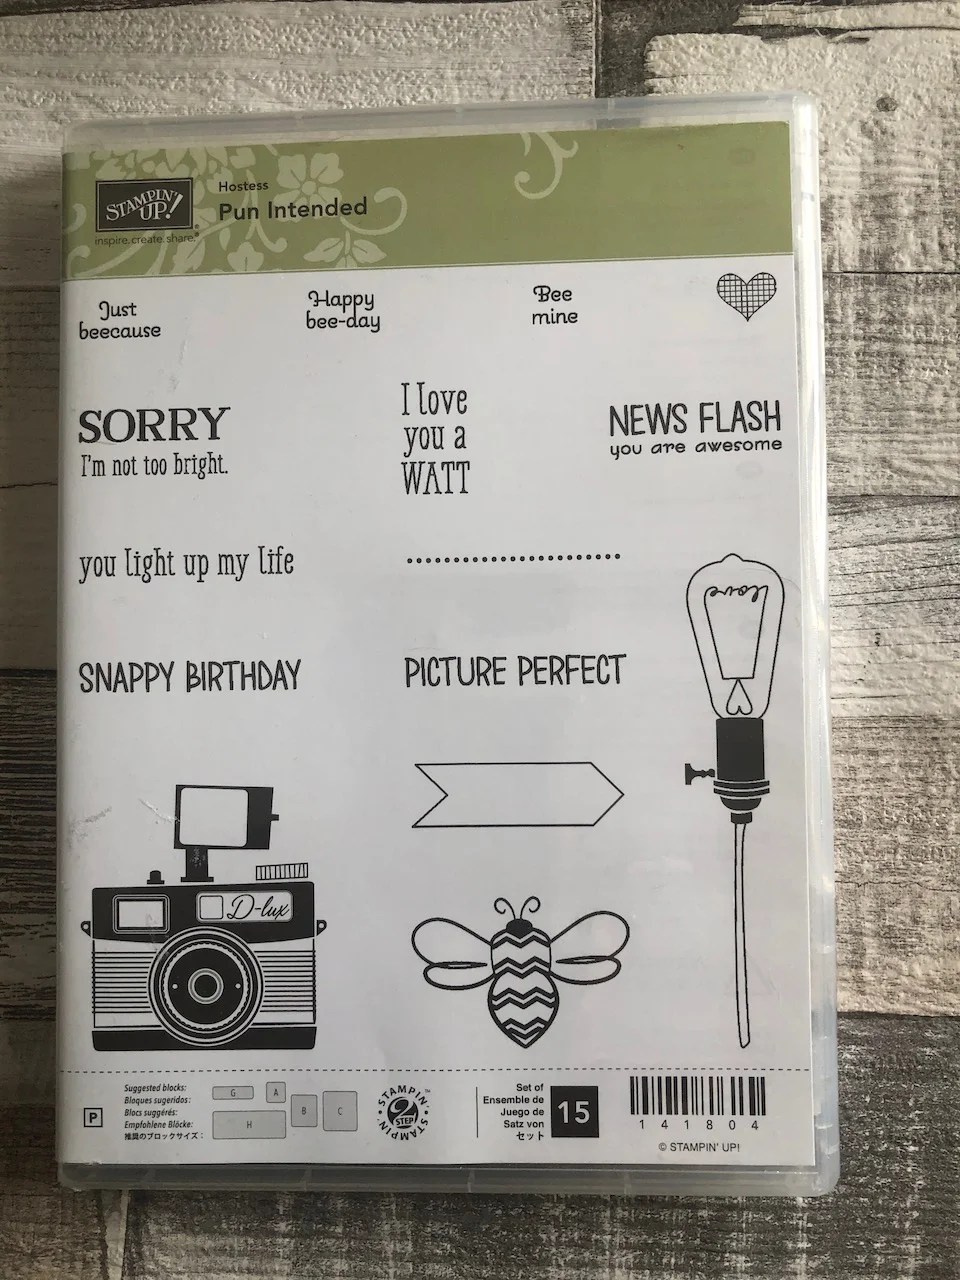 STAMPIN' UP!®
inspire.create.share.
Hostess
Pun Intended
Just
beecause
Happy
bee-day
Bee
mine
SORRY
I'm not too bright.
I love
you a
WATT
NEWS FLASH
you are awesome
you light up my life
love
SNAPPY BIRTHDAY
PICTURE PERFECT
D-lux
P
Suggested blocks:
Bloques sugeridos:
Blocs suggérés:
Empfohlene Blöcke:
推奨のブロックサイズ：
G
A
B
C
H
STAMPIN'™
2
STEP
STAMPIN'
Set of
Ensemble de
Juego de
Satz von
セット
15
141804
© STAMPIN' UP!